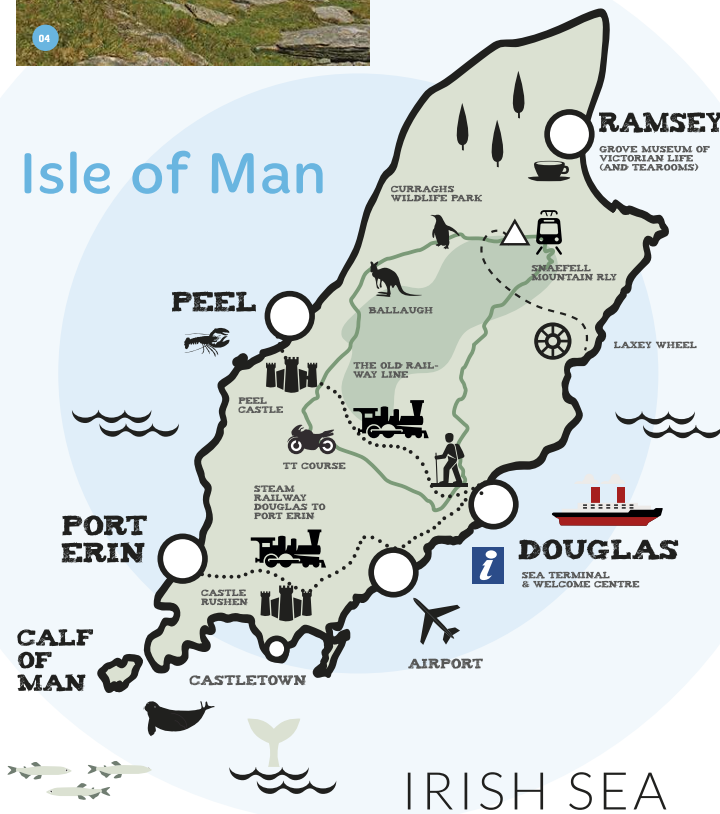 04
Isle of Man
RAMSEY
GROVE MUSEUM OF
VICTORIAN LIFE
(AND TEAROOMS)
CURRAGHS
WILDLIFE PARK
SNAEFELL
MOUNTAIN RLY
PEEL
BALLAUGH
LAXEY WHEEL
THE OLD RAIL-
WAY LINE
PEEL
CASTLE
TT COURSE
STEAM
RAILWAY
DOUGLAS TO
PORT ERIN
PORT
ERIN
i
DOUGLAS
SEA TERMINAL
& WELCOME CENTRE
CASTLE
RUSHEN
CALF
OF
MAN
AIRPORT
CASTLETOWN
IRISH SEA